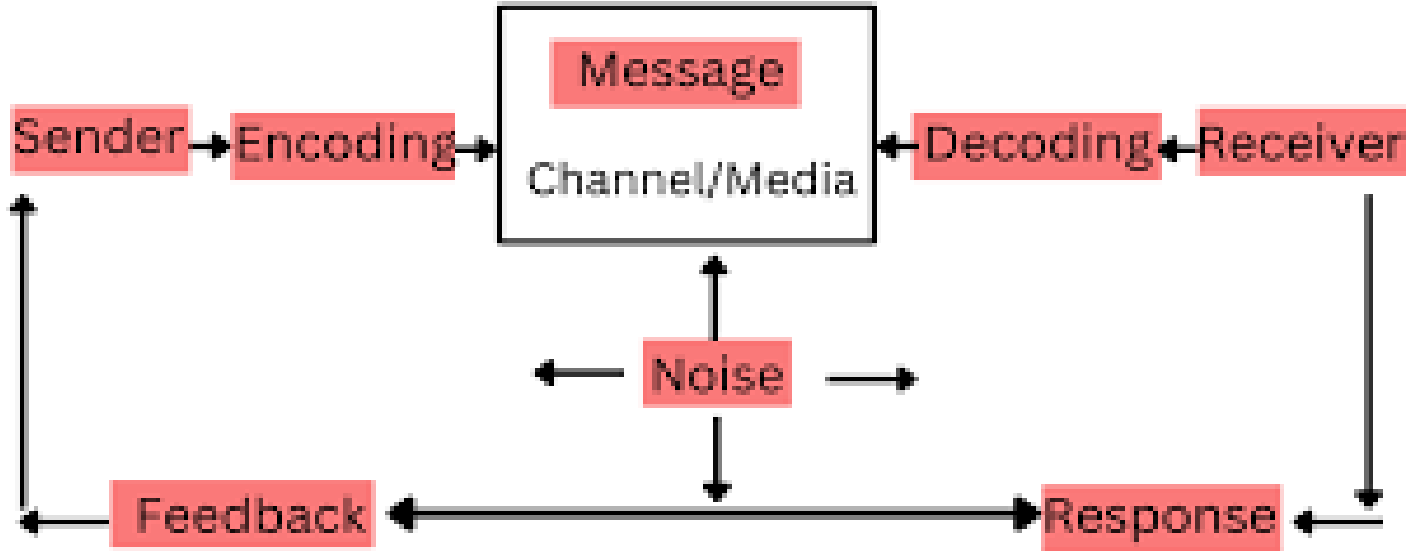 Message
Sender
Encoding
Decoding
Receiver
Channel/Media
Noise
Feedback
Response